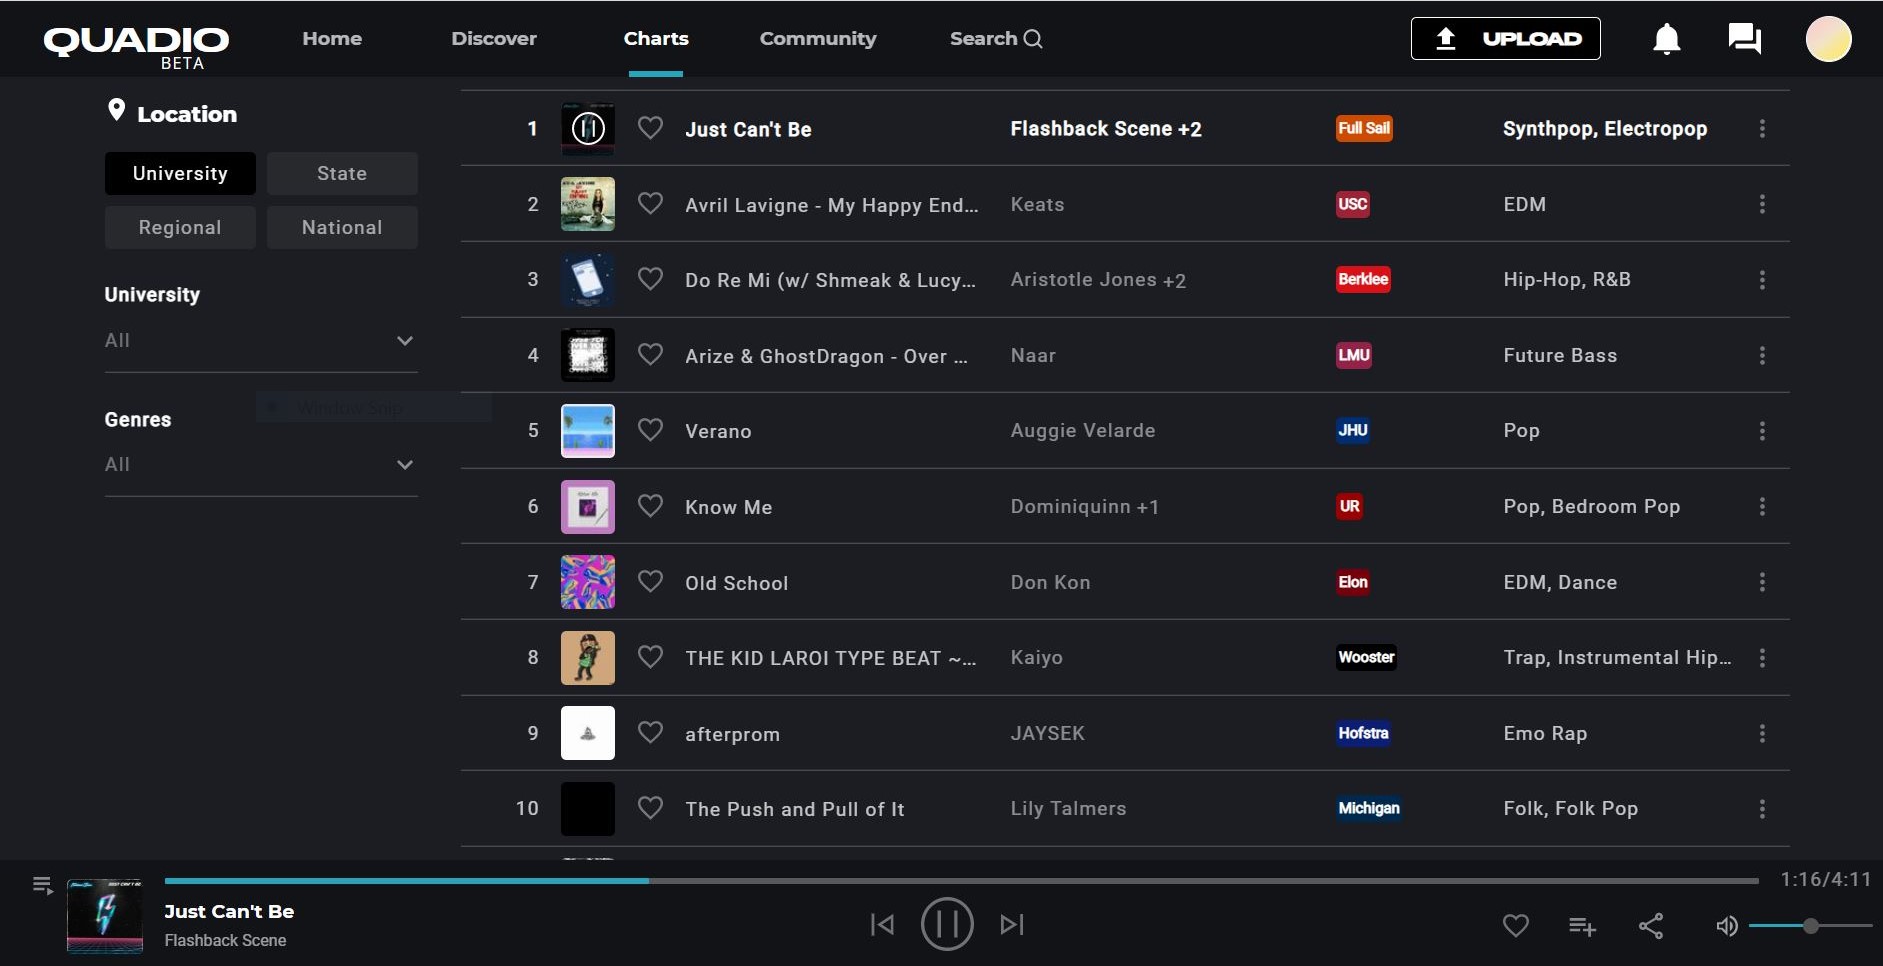 QUADIO
BETA
Home Discover Charts Community Search UPLOAD
Location
University State
Regional National
University
All
Genres
All
Window Snip
1 Just Can't Be Flashback Scene +2 Full Sail Synthpop, Electropop
2 Avril Lavigne - My Happy End... Keats USC EDM
3 Do Re Mi (w/ Shmeak & Lucy... Aristotle Jones +2 Berklee Hip-Hop, R&B
4 Arize & GhostDragon - Over ... Naar LMU Future Bass
5 Verano Auggie Velarde JHU Pop
6 Know Me Dominiquinn +1 UR Pop, Bedroom Pop
7 Old School Don Kon Elon EDM, Dance
8 THE KID LAROI TYPE BEAT ~... Kaiyo Wooster Trap, Instrumental Hip...
9 afterprom JAYSEK Hofstra Emo Rap
10 The Push and Pull of It Lily Talmers Michigan Folk, Folk Pop
JUST CAN'T BE
Just Can't Be
Flashback Scene
1:16/4:11